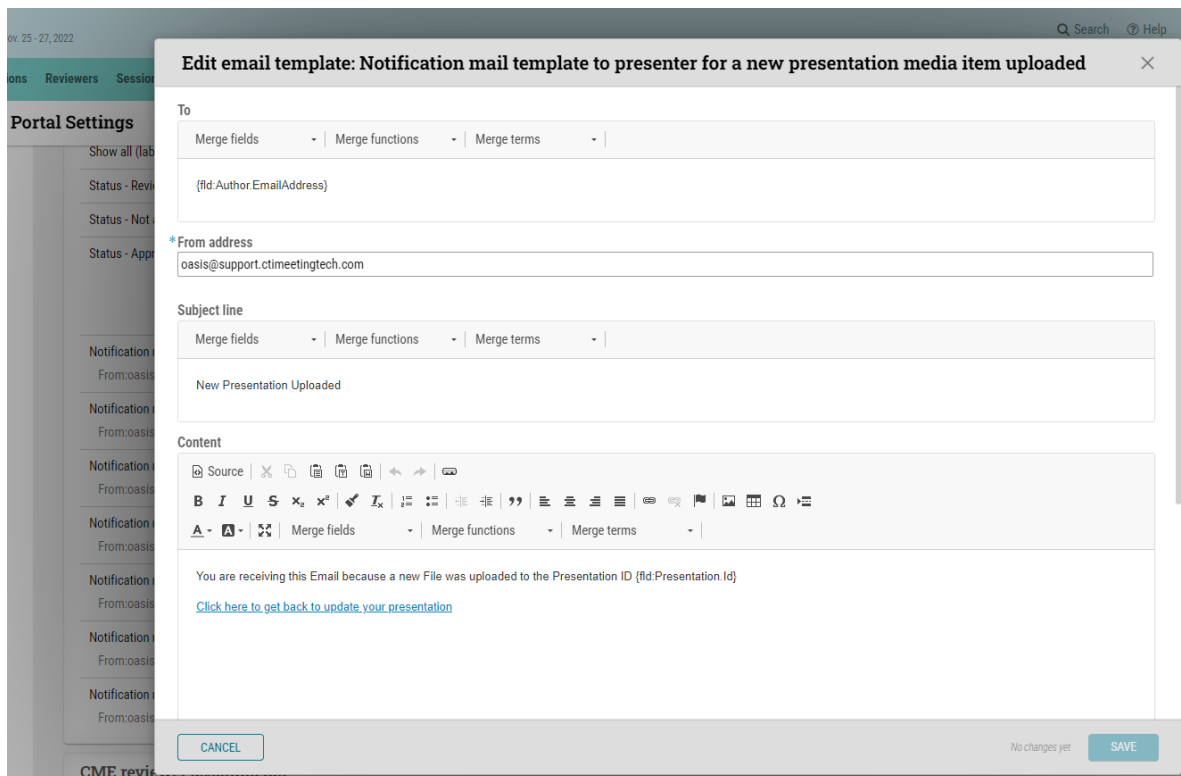 ov. 25 - 27, 2022
Search Help
Edit email template: Notification mail template to presenter for a new presentation media item uploaded
ions Reviewers Session
Portal Settings
Show all (lab
Status - Revi
Status - Not a
Status - Appr
Notification
From:oasis
Notification
From:oasis
Notification
From:oasis
Notification
From:oasis
Notification
From:oasis
Notification
From:oasis
Notification
From:oasis
CME revie
To
Merge fields Merge functions Merge terms
{fld:Author.EmailAddress}
*From address
oasis@support.ctimeetingtech.com
Subject line
Merge fields Merge functions Merge terms
New Presentation Uploaded
Content
Source
B I U S x₂ x² Ix
A A Merge fields Merge functions Merge terms
You are receiving this Email because a new File was uploaded to the Presentation ID {fld:Presentation.Id}
Click here to get back to update your presentation
CANCEL No changes yet SAVE